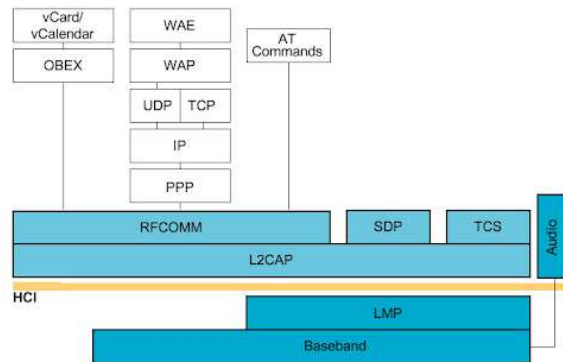 vCard/
vCalendar
OBEX
WAE
WAP
UDP TCP
IP
PPP
AT
Commands
RFCOMM
SDP
TCS
Audio
L2CAP
HCI
LMP
Baseband